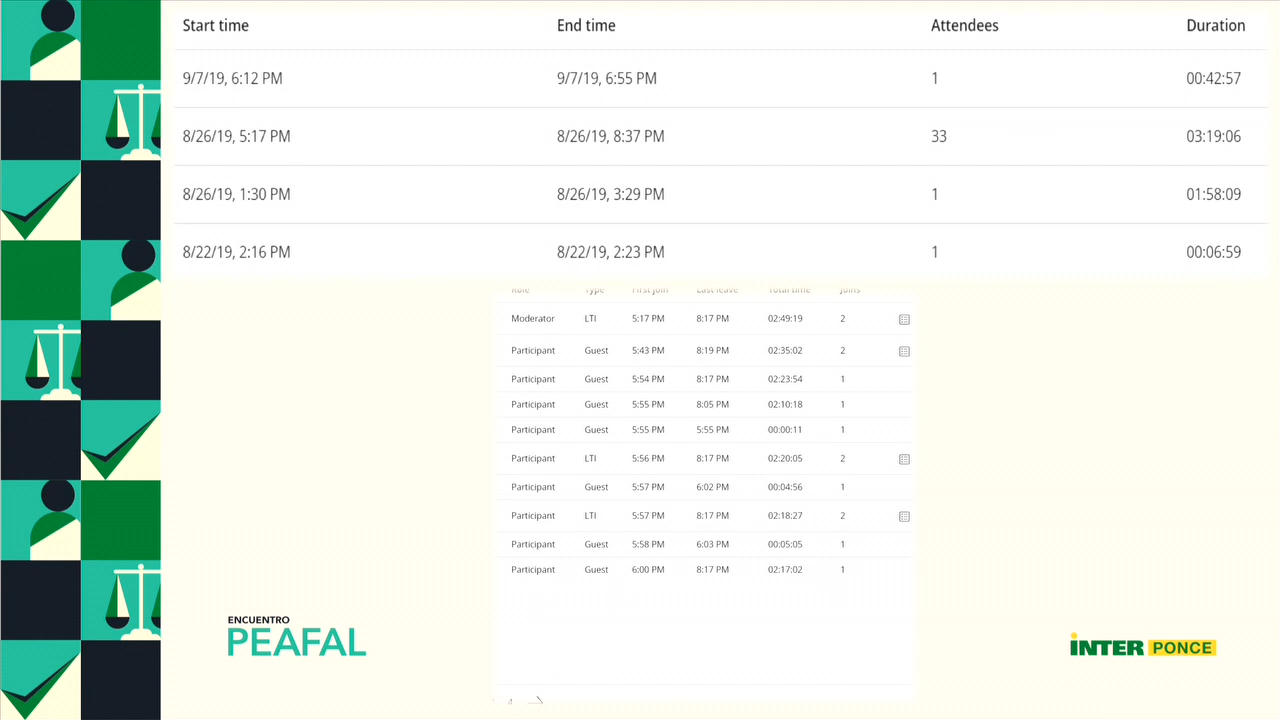 Start time End time Attendees Duration
9/7/19, 6:12 PM 9/7/19, 6:55 PM 1 00:42:57
8/26/19, 5:17 PM 8/26/19, 8:37 PM 33 03:19:06
8/26/19, 1:30 PM 8/26/19, 3:29 PM 1 01:58:09
8/22/19, 2:16 PM 8/22/19, 2:23 PM 1 00:06:59
Role Type First join Last leave Total time Joins
Moderator LTI 5:17 PM 8:17 PM 02:49:19 2
Participant Guest 5:43 PM 8:19 PM 02:35:02 2
Participant Guest 5:54 PM 8:17 PM 02:23:54 1
Participant Guest 5:55 PM 8:05 PM 02:10:18 1
Participant Guest 5:55 PM 5:55 PM 00:00:11 1
Participant LTI 5:56 PM 8:17 PM 02:20:05 2
Participant Guest 5:57 PM 6:02 PM 00:04:56 1
Participant LTI 5:57 PM 8:17 PM 02:18:27 2
Participant Guest 5:58 PM 6:03 PM 00:05:05 1
Participant Guest 6:00 PM 8:17 PM 02:17:02 1
ENCUENTRO
PEAFAL
INTER PONCE